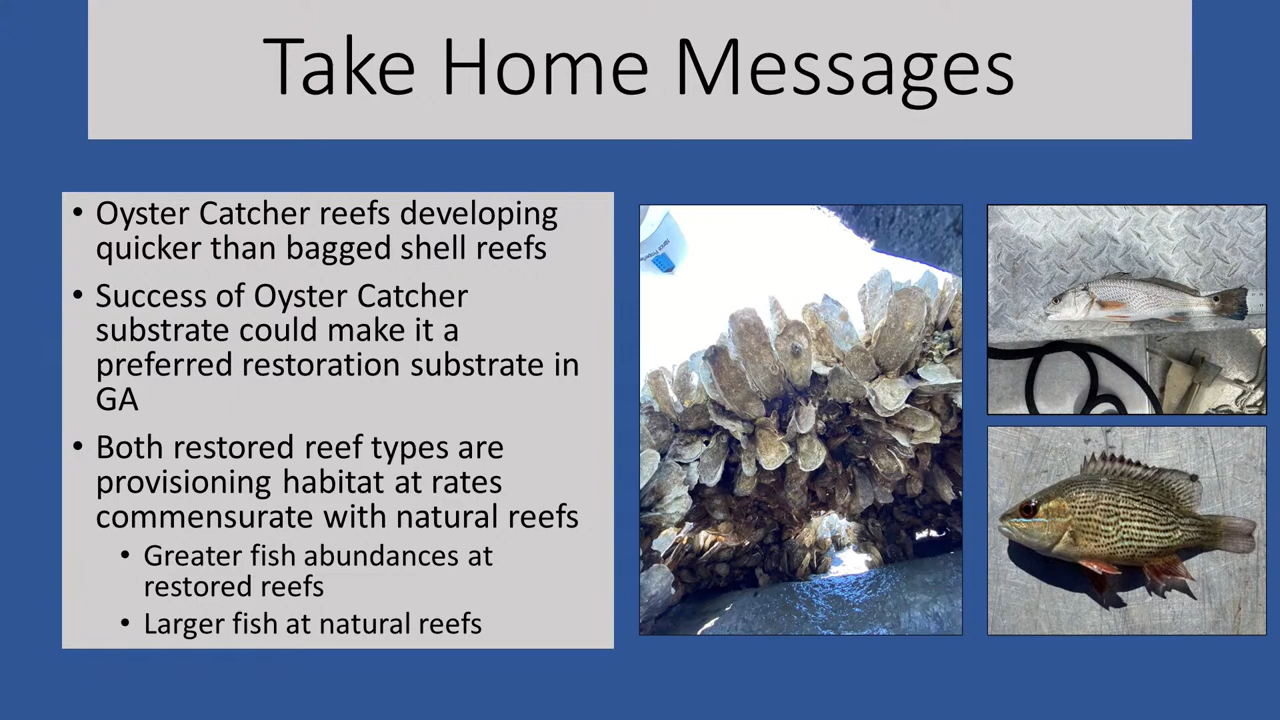 Take Home Messages
• Oyster Catcher reefs developing
quicker than bagged shell reefs
• Success of Oyster Catcher
substrate could make it a
preferred restoration substrate in
GA
• Both restored reef types are
provisioning habitat at rates
commensurate with natural reefs
• Greater fish abundances at
restored reefs
• Larger fish at natural reefs